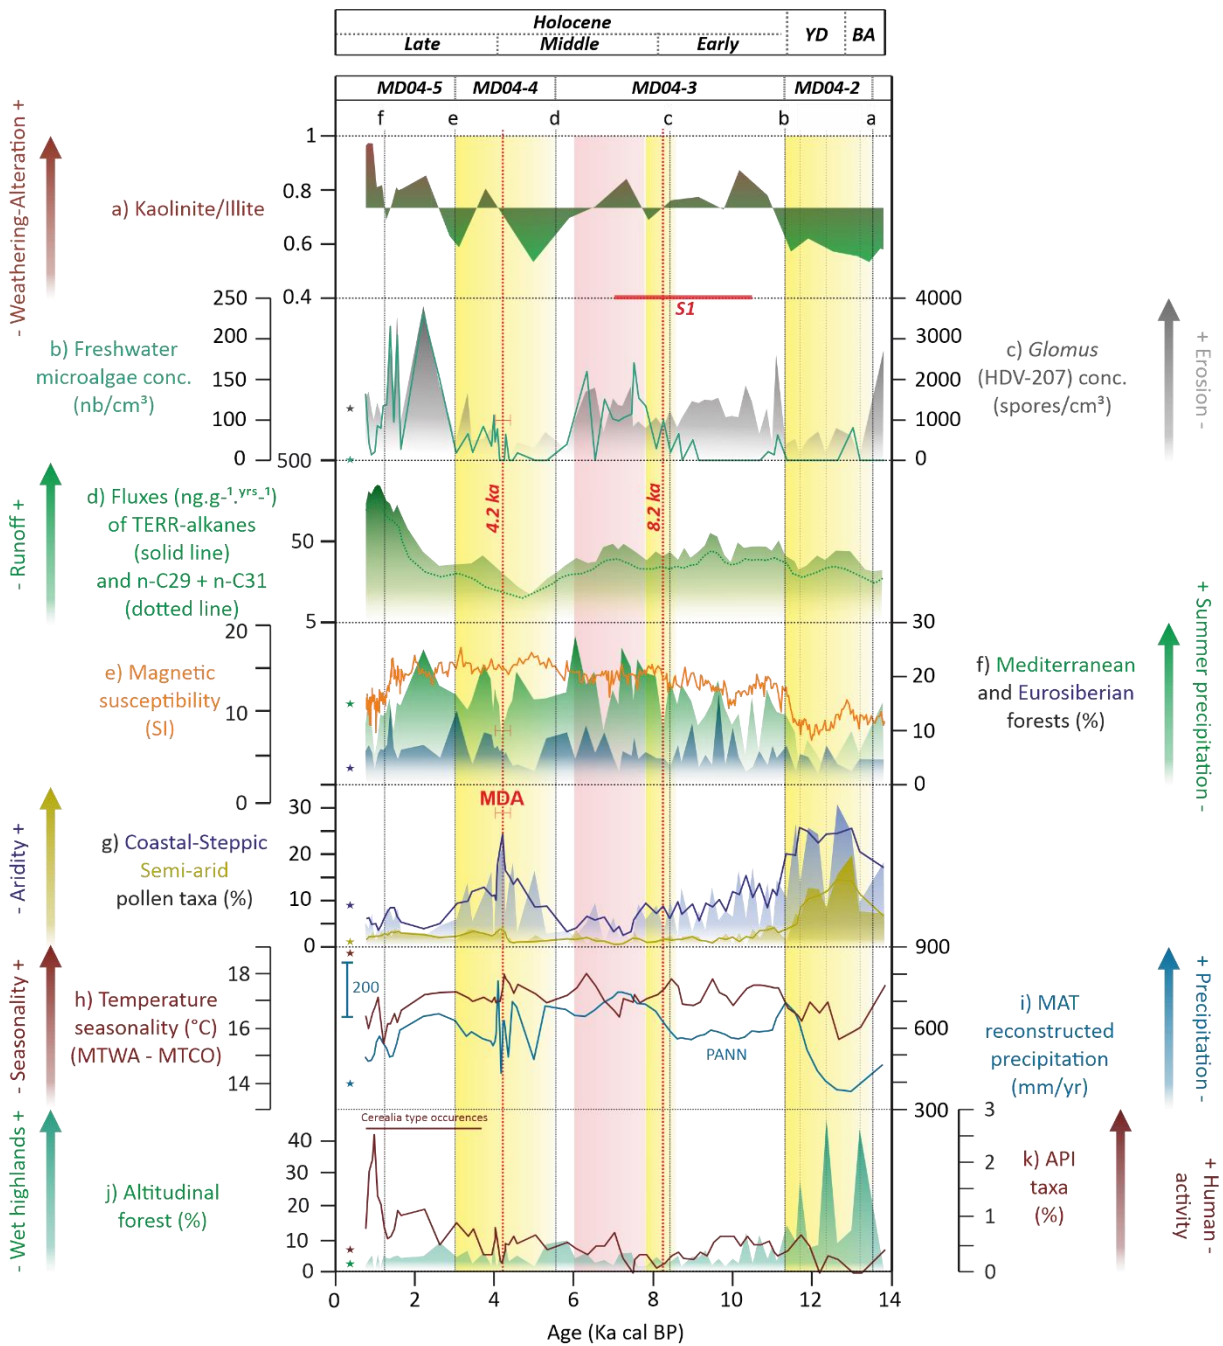 Holocene
YD
BA
Late
Middle
Early
MD04-5
MD04-4
MD04-3
MD04-2
f
e
d
c
b
a
- Weathering-Alteration +
a) Kaolinite/Illite
1
0.8
0.6
0.4
S1
b) Freshwater
microalgae conc.
(nb/cm³)
250
200
150
100
0
4000
3000
2000
1000
0
c) Glomus
(HDV-207) conc.
(spores/cm³)
+ Erosion -
- Runoff +
d) Fluxes (ng.g-¹.yrs-¹)
of TERR-alkanes
(solid line)
and n-C29 + n-C31
(dotted line)
500
50
5
4.2 ka
8.2 ka
e) Magnetic
susceptibility
(SI)
20
10
0
30
20
10
0
f) Mediterranean
and Eurosiberian
forests (%)
+ Summer precipitation -
MDA
- Aridity +
g) Coastal-Steppic
Semi-arid
pollen taxa (%)
30
20
10
0
- Seasonality +
h) Temperature
seasonality (°C)
(MTWA - MTCO)
18
16
14
200
PANN
900
600
300
i) MAT
reconstructed
precipitation
(mm/yr)
+ Precipitation -
Cerealia type occurences
- Wet highlands +
j) Altitudinal
forest (%)
40
30
20
10
0
3
2
1
0
k) API
taxa
(%)
+ Human -
activity
0
2
4
6
8
10
12
14
Age (Ka cal BP)